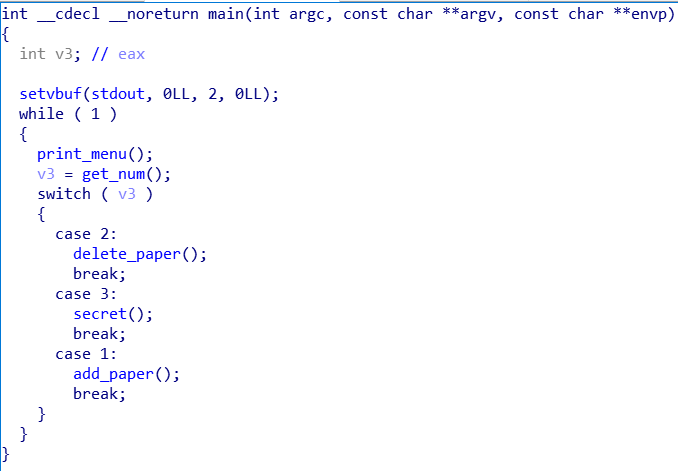 int __cdecl __noreturn main(int argc, const char **argv, const char **envp)
{
  int v3; // eax

  setvbuf(stdout, 0LL, 2, 0LL);
  while ( 1 )
  {
    print_menu();
    v3 = get_num();
    switch ( v3 )
    {
      case 2:
        delete_paper();
        break;
      case 3:
        secret();
        break;
      case 1:
        add_paper();
        break;
    }
  }
}